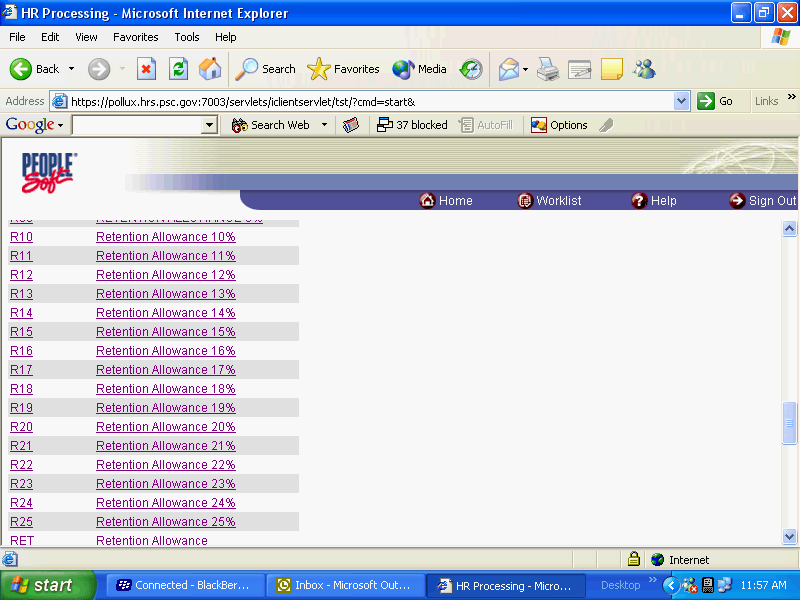 HR Processing - Microsoft Internet Explorer
File Edit View Favorites Tools Help
Back Search Favorites Media
Address https://pollux.hrs.psc.gov:7003/servlets/iclientservlet/tst/?cmd=start& Go Links »
Google Search Web 37 blocked AutoFill Options
PEOPLE
Soft
Home Worklist Help Sign Out
R10 Retention Allowance 10%
R11 Retention Allowance 11%
R12 Retention Allowance 12%
R13 Retention Allowance 13%
R14 Retention Allowance 14%
R15 Retention Allowance 15%
R16 Retention Allowance 16%
R17 Retention Allowance 17%
R18 Retention Allowance 18%
R19 Retention Allowance 19%
R20 Retention Allowance 20%
R21 Retention Allowance 21%
R22 Retention Allowance 22%
R23 Retention Allowance 23%
R24 Retention Allowance 24%
R25 Retention Allowance 25%
RET Retention Allowance
Internet
start Connected - BlackBer... Inbox - Microsoft Out... HR Processing - Micro... Desktop » 11:57 AM